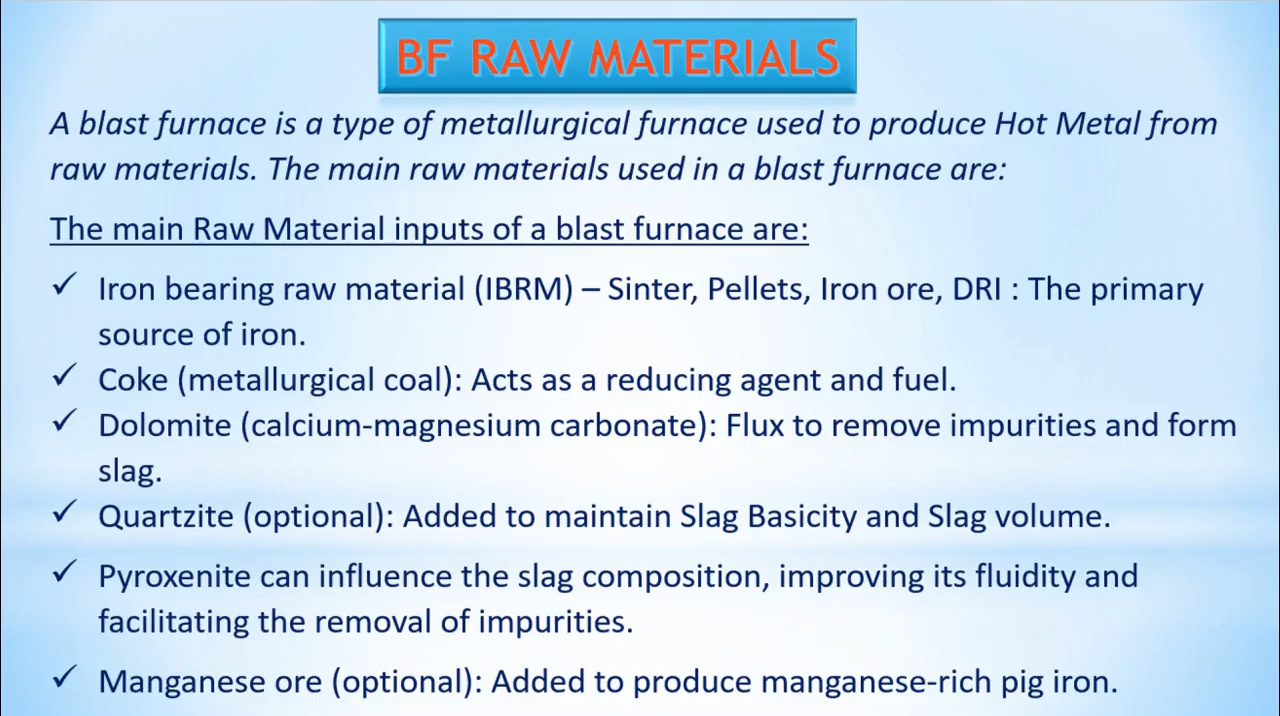 BF RAW MATERIALS
A blast furnace is a type of metallurgical furnace used to produce Hot Metal from
raw materials. The main raw materials used in a blast furnace are:
The main Raw Material inputs of a blast furnace are:
✓ Iron bearing raw material (IBRM) – Sinter, Pellets, Iron ore, DRI : The primary
source of iron.
✓ Coke (metallurgical coal): Acts as a reducing agent and fuel.
✓ Dolomite (calcium-magnesium carbonate): Flux to remove impurities and form
slag.
✓ Quartzite (optional): Added to maintain Slag Basicity and Slag volume.
✓ Pyroxenite can influence the slag composition, improving its fluidity and
facilitating the removal of impurities.
✓ Manganese ore (optional): Added to produce manganese-rich pig iron.